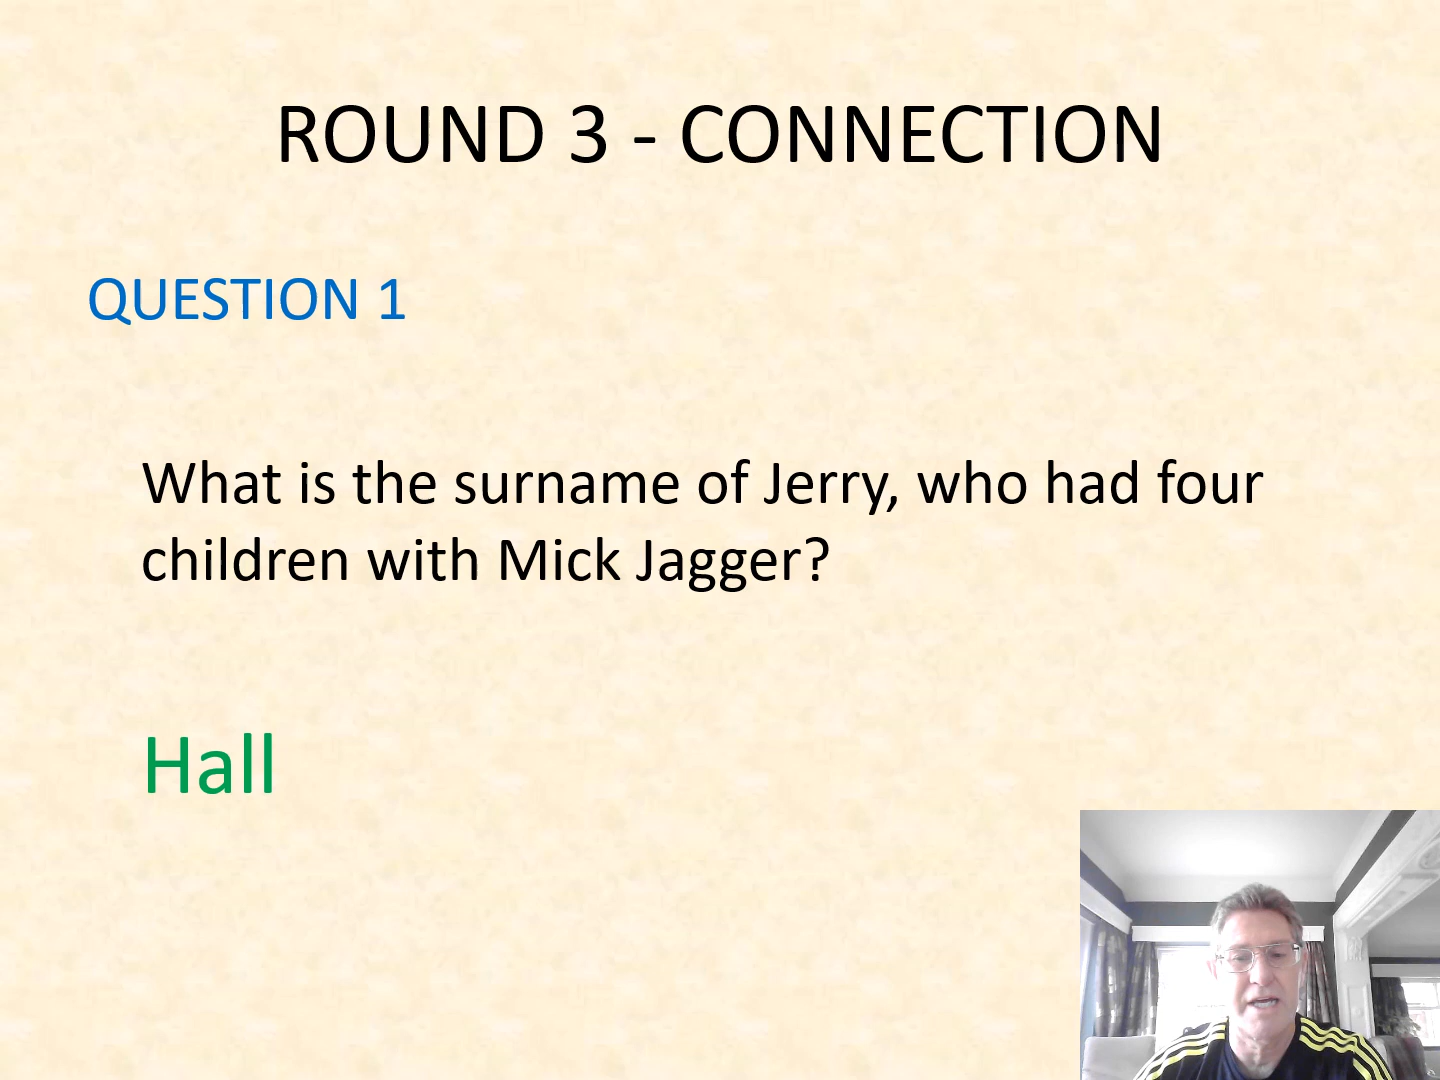 ROUND 3 - CONNECTION
QUESTION 1
What is the surname of Jerry, who had four
children with Mick Jagger?
Hall